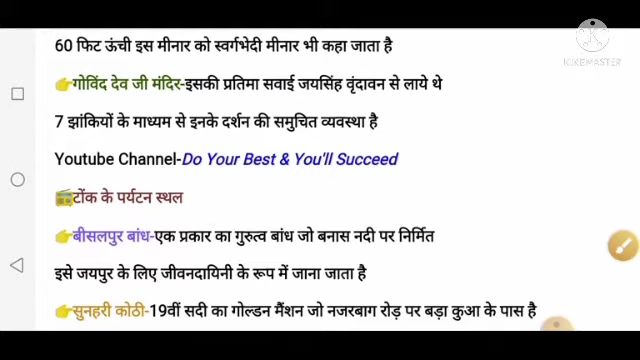 KINEMASTER
60 फिट ऊंची इस मीनार को स्वर्गभेदी मीनार भी कहा जाता है
👉गोविंद देव जी मंदिर-इसकी प्रतिमा सवाई जयसिंह वृंदावन से लाये थे
7 झांकियों के माध्यम से इनके दर्शन की समुचित व्यवस्था है
Youtube Channel-Do Your Best & You'll Succeed
📻टोंक के पर्यटन स्थल
👉बीसलपुर बांध-एक प्रकार का गुरुत्व बांध जो बनास नदी पर निर्मित
इसे जयपुर के लिए जीवनदायिनी के रूप में जाना जाता है
👉सुनहरी कोठी-19वीं सदी का गोल्डन मैंशन जो नजरबाग रोड़ पर बड़ा कुआ के पास है